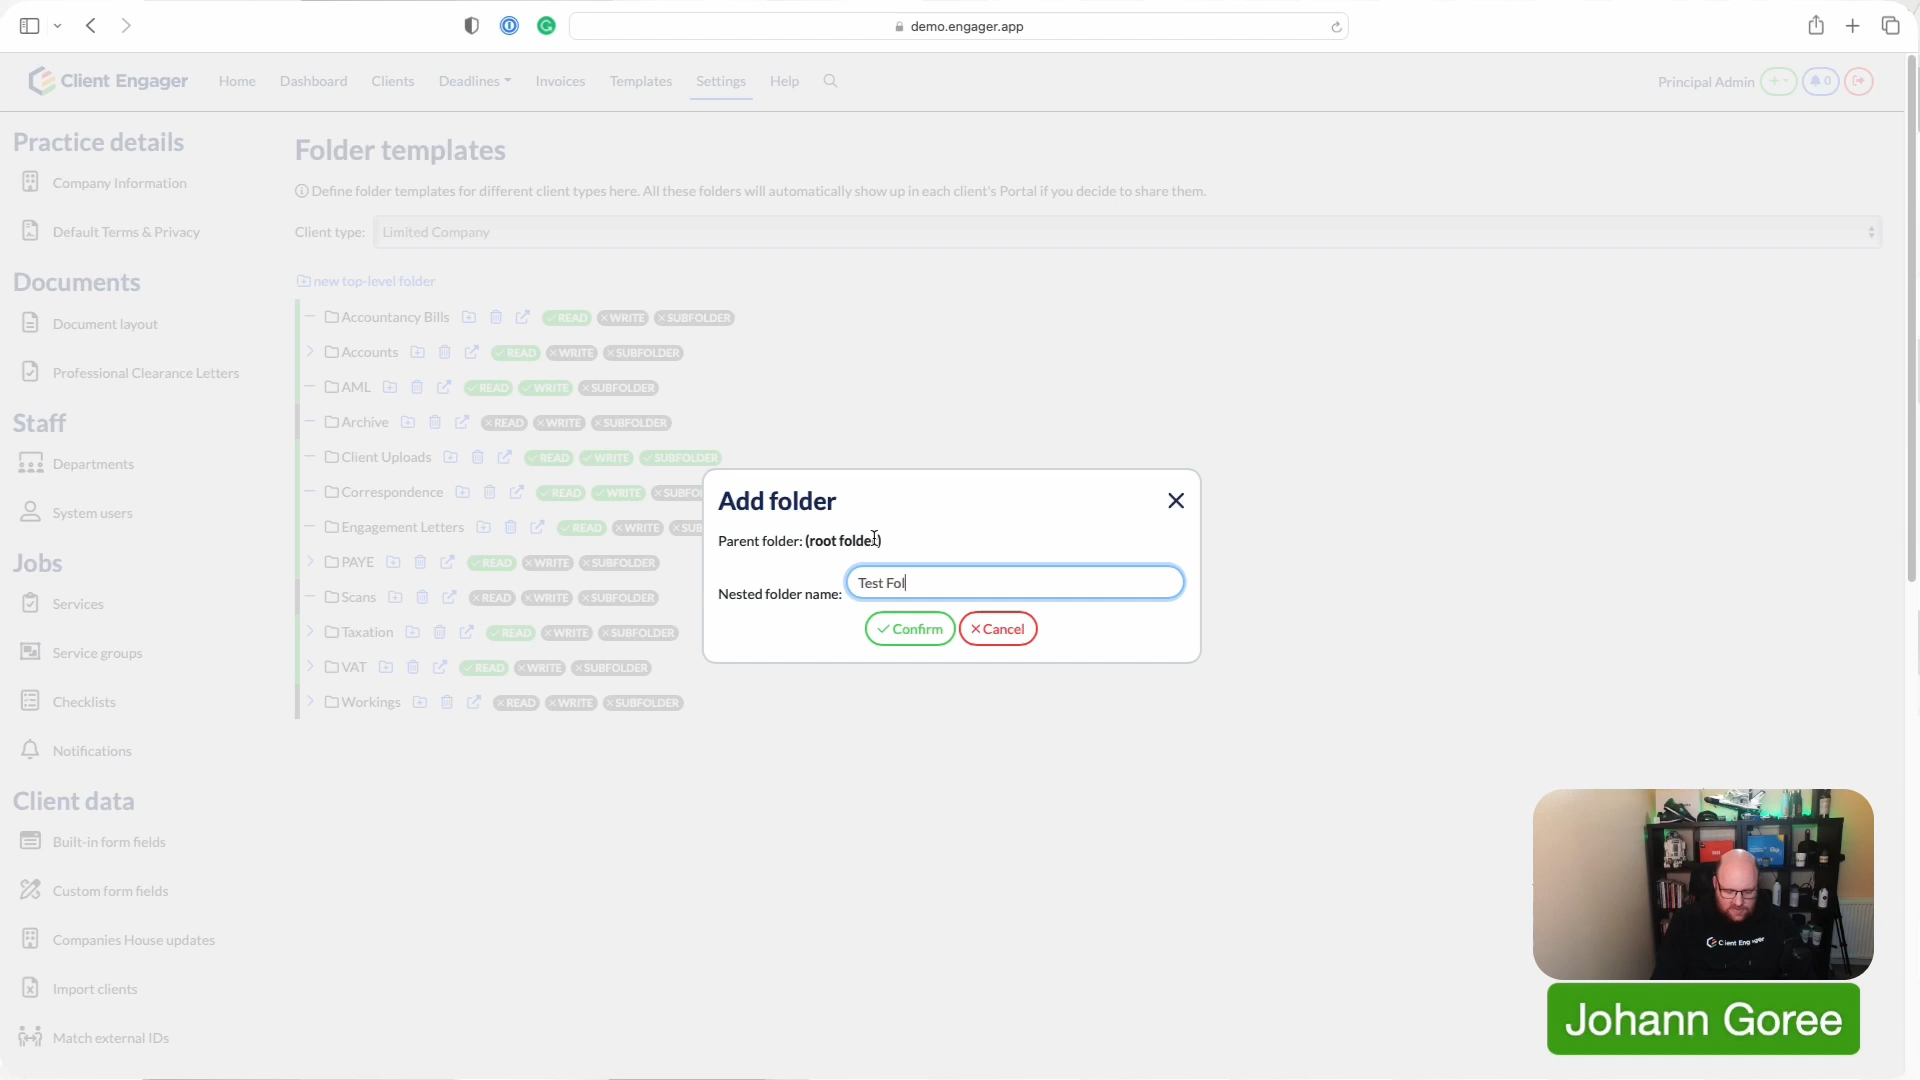 demo.engager.app
Client Engager Home Dashboard Clients Deadlines Invoices Templates Settings Help Principal Admin + 0
Practice details
Company Information
Default Terms & Privacy
Documents
Document layout
Professional Clearance Letters
Staff
Departments
System users
Jobs
Services
Service groups
Checklists
Notifications
Client data
Built-in form fields
Custom form fields
Companies House updates
Import clients
Match external IDs
Folder templates
Define folder templates for different client types here. All these folders will automatically show up in each client's Portal if you decide to share them.
Client type: Limited Company
new top-level folder
Accountancy Bills READ WRITE SUBFOLDER
Accounts READ WRITE SUBFOLDER
AML READ WRITE SUBFOLDER
Archive READ WRITE SUBFOLDER
Client Uploads READ WRITE SUBFOLDER
Correspondence READ WRITE SUBFO
Engagement Letters READ WRITE SUB
PAYE READ WRITE SUBFOLDER
Scans READ WRITE SUBFOLDER
Taxation READ WRITE SUBFOLDER
VAT READ WRITE SUBFOLDER
Workings READ WRITE SUBFOLDER
Add folder
Parent folder: (root folder)
Nested folder name: Test Fol
Confirm Cancel
Client Engager
Johann Goree